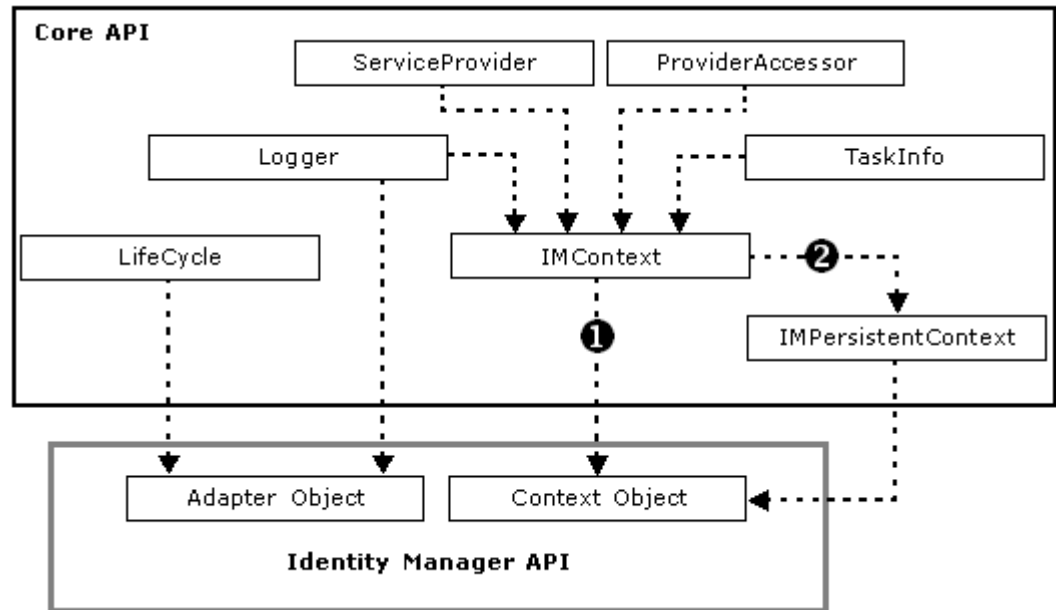 Core API
ServiceProvider
ProviderAccessor
Logger
TaskInfo
LifeCycle
IMContext
2
1
IMPersistentContext
Adapter Object
Context Object
Identity Manager API